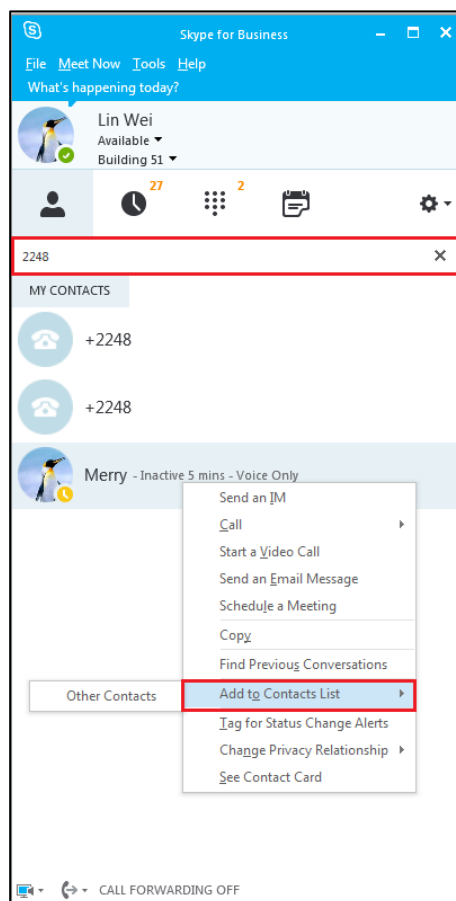 Skype for Business
File Meet Now Tools Help
What's happening today?
Lin Wei
Available
Building 51
27 2
2248
MY CONTACTS
+2248
+2248
Merry - Inactive 5 mins - Voice Only
Send an IM
Call
Start a Video Call
Send an Email Message
Schedule a Meeting
Copy
Find Previous Conversations
Other Contacts Add to Contacts List
Tag for Status Change Alerts
Change Privacy Relationship
See Contact Card
CALL FORWARDING OFF